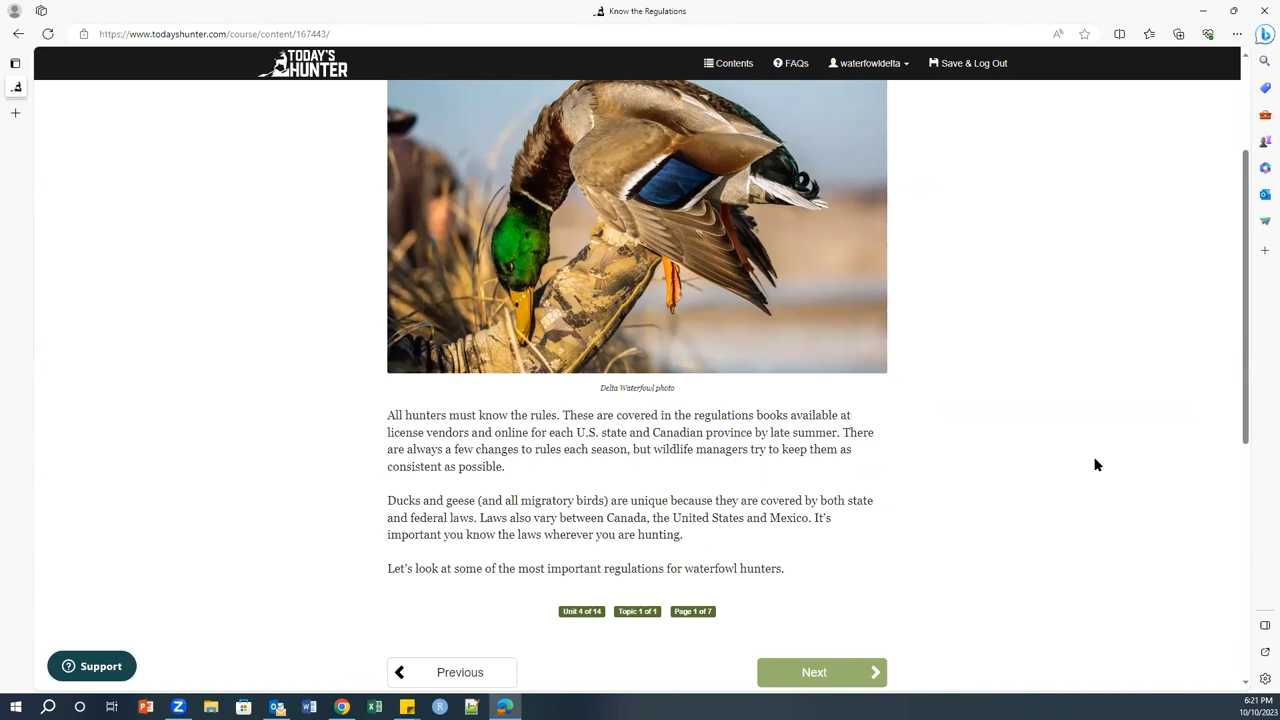 Know the Regulations
https://www.todayshunter.com/course/content/167443/
TODAY'S
HUNTER
Contents
FAQs
waterfowldelta
Save & Log Out
Delta Waterfowl photo
All hunters must know the rules. These are covered in the regulations books available at
license vendors and online for each U.S. state and Canadian province by late summer. There
are always a few changes to rules each season, but wildlife managers try to keep them as
consistent as possible.
Ducks and geese (and all migratory birds) are unique because they are covered by both state
and federal laws. Laws also vary between Canada, the United States and Mexico. It's
important you know the laws wherever you are hunting.
Let's look at some of the most important regulations for waterfowl hunters.
Unit 4 of 14
Topic 1 of 1
Page 1 of 7
Support
Previous
Next
6:21 PM
10/10/2023